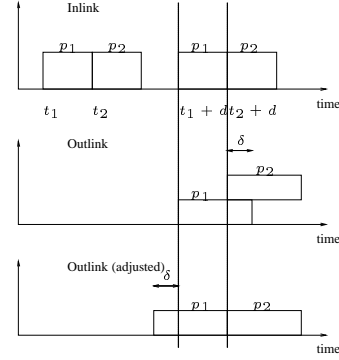 Inlink
p1 p2 p1 p2
t1 t2 t1 + d t2 + d
time
Outlink
δ
p2
p1
time
Outlink (adjusted)
δ
p1 p2
time